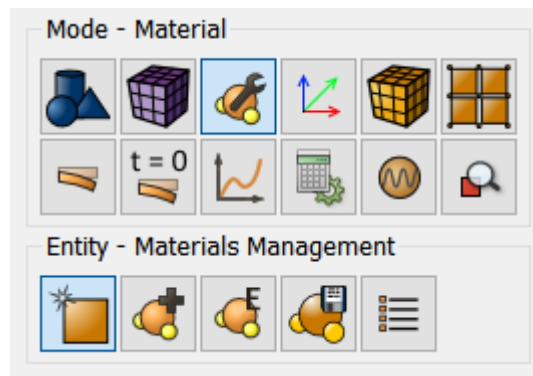 Mode - Material
t = 0
Entity - Materials Management
E